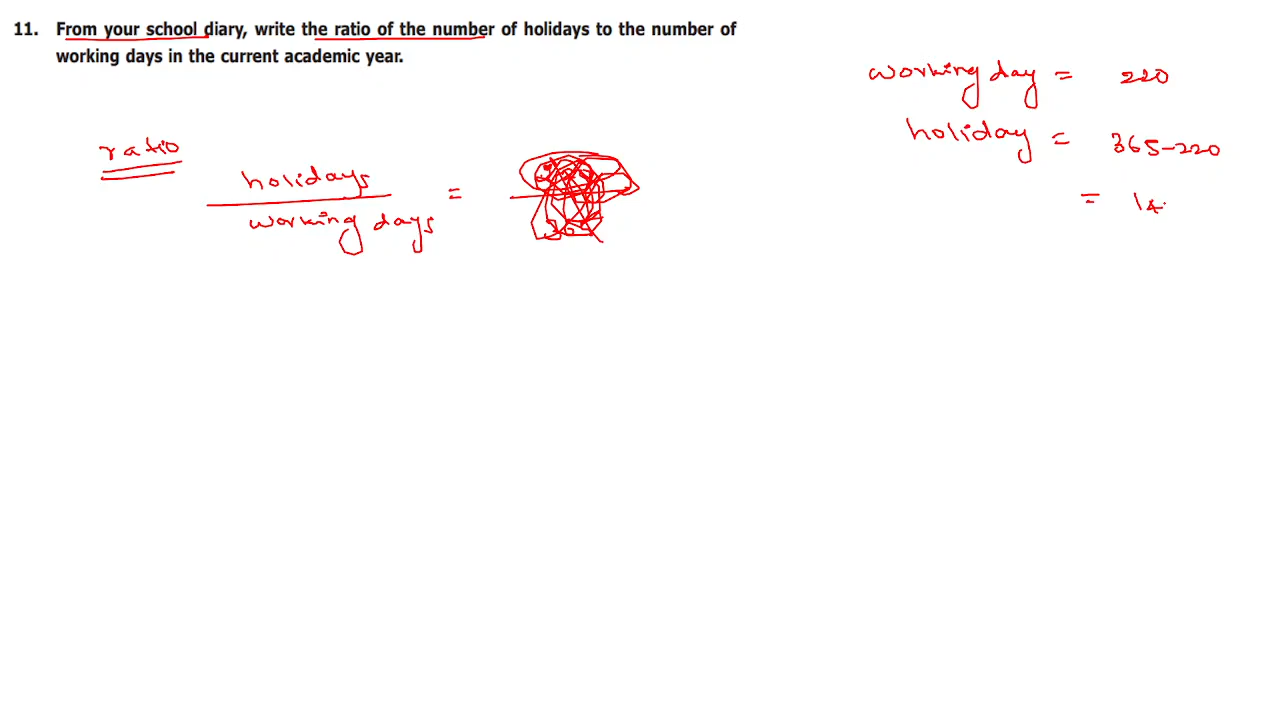 11. From your school diary, write the ratio of the number of holidays to the number of
working days in the current academic year.
working day = 220
holiday = 365-220
= 14
ratio
holidays
working days =